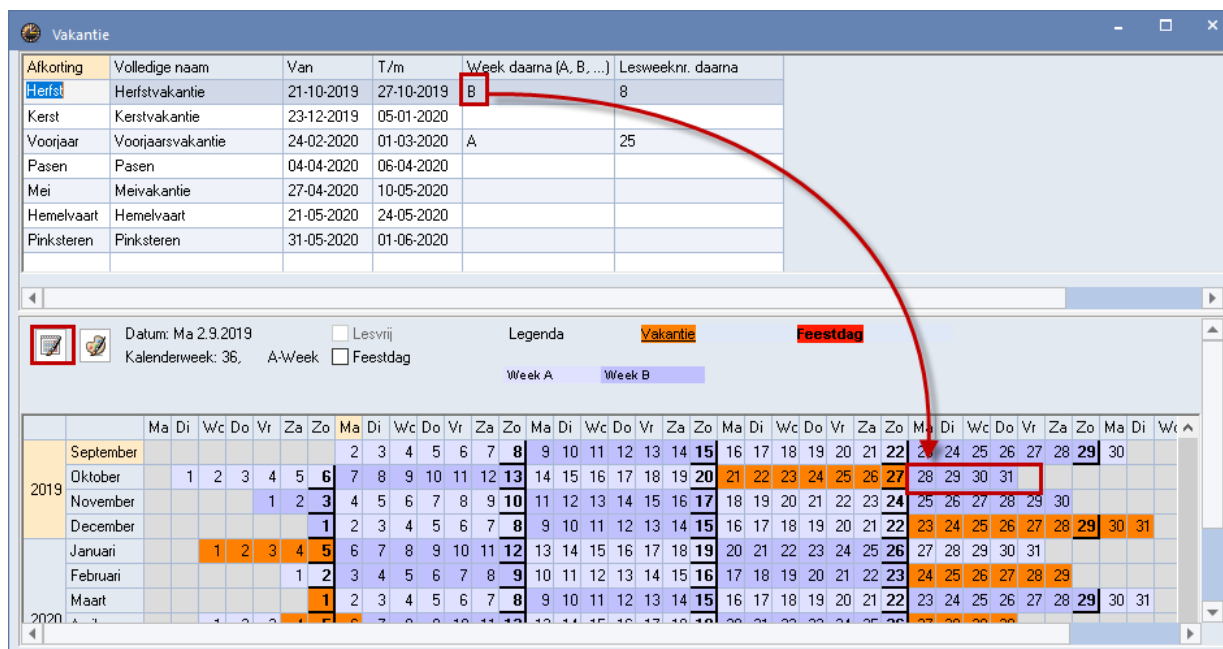 Vakantie
Afkorting Volledige naam Van T/m Week daarna (A, B, ...) Lesweeknr. daarna
Herfst Herfstvakantie 21-10-2019 27-10-2019 B 8
Kerst Kerstvakantie 23-12-2019 05-01-2020
Voorjaar Voorjaarsvakantie 24-02-2020 01-03-2020 A 25
Pasen Pasen 04-04-2020 06-04-2020
Mei Meivakantie 27-04-2020 10-05-2020
Hemelvaart Hemelvaart 21-05-2020 24-05-2020
Pinksteren Pinksteren 31-05-2020 01-06-2020
Datum: Ma 2.9.2019 Lesvrij Legenda Vakantie Feestdag
Kalenderweek: 36, A-Week Feestdag
Week A Week B
Ma Di Wo Do Vr Za Zo Ma Di Wo Do Vr Za Zo Ma Di Wo Do Vr Za Zo Ma Di Wo Do Vr Za Zo Ma Di Wo Do Vr Za Zo Ma Di
2019
September 2 3 4 5 6 7 8 9 10 11 12 13 14 15 16 17 18 19 20 21 22 23 24 25 26 27 28 29 30
Oktober 1 2 3 4 5 6 7 8 9 10 11 12 13 14 15 16 17 18 19 20 21 22 23 24 25 26 27 28 29 30 31
November 1 2 3 4 5 6 7 8 9 10 11 12 13 14 15 16 17 18 19 20 21 22 23 24 25 26 27 28 29 30
December 1 2 3 4 5 6 7 8 9 10 11 12 13 14 15 16 17 18 19 20 21 22 23 24 25 26 27 28 29 30 31
Januari 1 2 3 4 5 6 7 8 9 10 11 12 13 14 15 16 17 18 19 20 21 22 23 24 25 26 27 28 29 30 31
Februari 1 2 3 4 5 6 7 8 9 10 11 12 13 14 15 16 17 18 19 20 21 22 23 24 25 26 27 28 29
Maart 1 2 3 4 5 6 7 8 9 10 11 12 13 14 15 16 17 18 19 20 21 22 23 24 25 26 27 28 29 30 31
2020